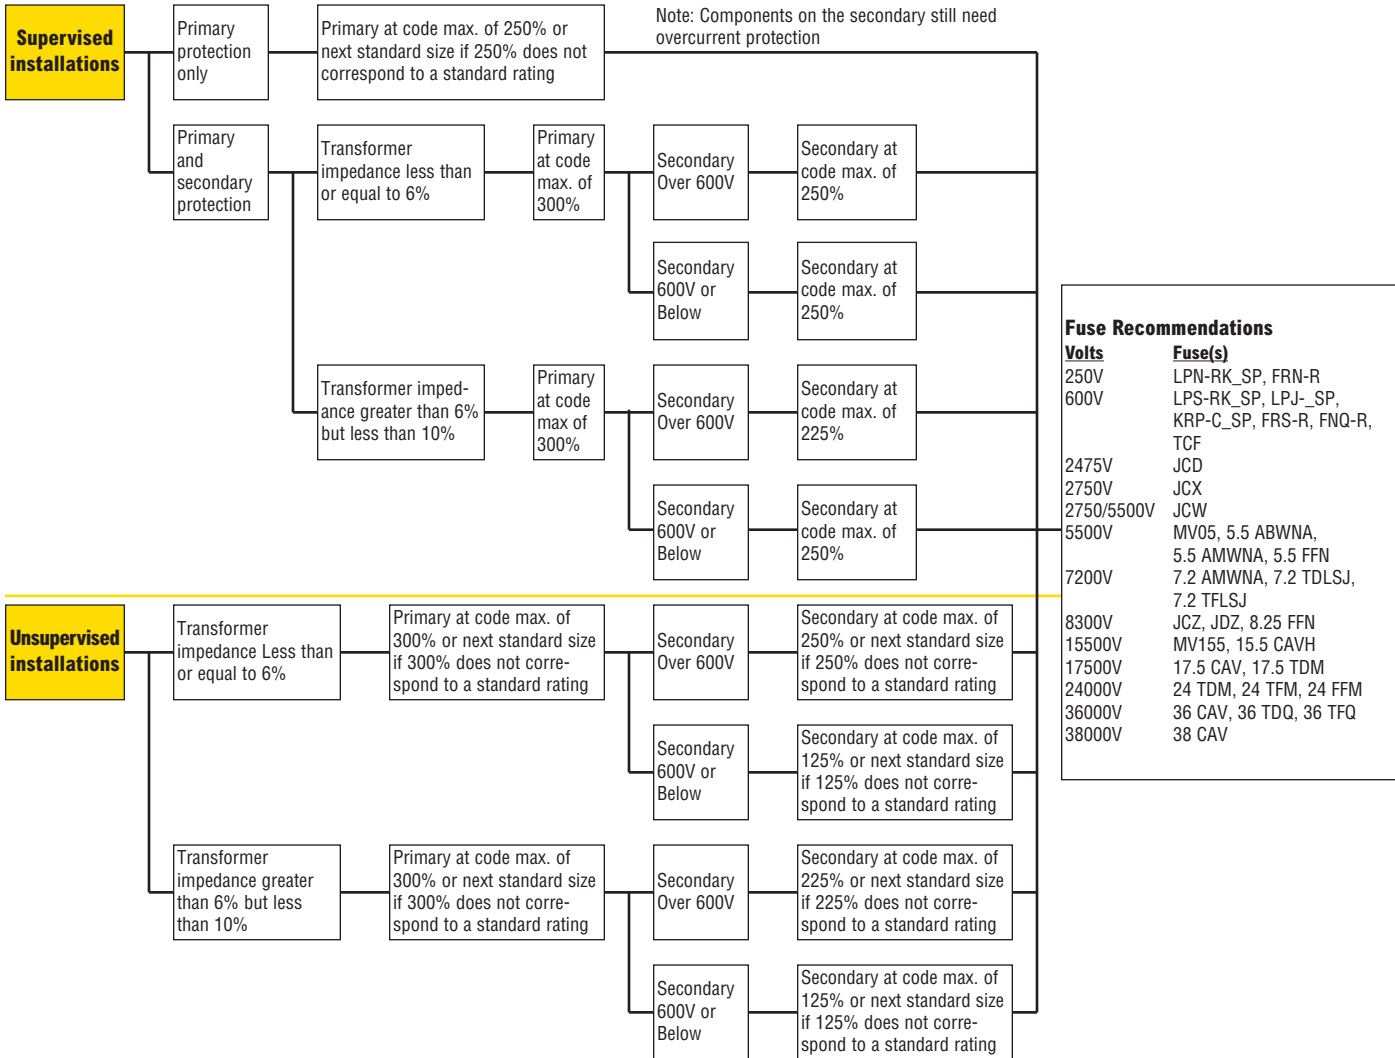 Supervised
installations
Primary
protection
only
Primary at code max. of 250% or
next standard size if 250% does not
correspond to a standard rating
Note: Components on the secondary still need
overcurrent protection
Primary
and
secondary
protection
Transformer
impedance less than
or equal to 6%
Primary
at code
max. of
300%
Secondary
Over 600V
Secondary at
code max. of
250%
Secondary
600V or
Below
Secondary at
code max. of
250%
Transformer imped-
ance greater than 6%
but less than 10%
Primary
at code
max of
300%
Secondary
Over 600V
Secondary at
code max. of
225%
Secondary
600V or
Below
Secondary at
code max. of
250%
Unsupervised
installations
Transformer
impedance Less than
or equal to 6%
Primary at code max. of
300% or next standard size
if 300% does not corre-
spond to a standard rating
Secondary
Over 600V
Secondary at code max. of
250% or next standard size
if 250% does not corre-
spond to a standard rating
Secondary
600V or
Below
Secondary at code max. of
125% or next standard size
if 125% does not corre-
spond to a standard rating
Transformer
impedance greater
than 6% but less
than 10%
Primary at code max. of
300% or next standard size
if 300% does not corre-
spond to a standard rating
Secondary
Over 600V
Secondary at code max. of
225% or next standard size
if 225% does not corre-
spond to a standard rating
Secondary
600V or
Below
Secondary at code max. of
125% or next standard size
if 125% does not corre-
spond to a standard rating
Fuse Recommendations
Volts Fuse(s)
250V LPN-RK_SP, FRN-R
600V LPS-RK_SP, LPJ-_SP,
KRP-C_SP, FRS-R, FNQ-R,
TCF
2475V JCD
2750V JCX
2750/5500V JCW
5500V MV05, 5.5 ABWNA,
5.5 AMWNA, 5.5 FFN
7200V 7.2 AMWNA, 7.2 TDLSJ,
7.2 TFLSJ
8300V JCZ, JDZ, 8.25 FFN
15500V MV155, 15.5 CAVH
17500V 17.5 CAV, 17.5 TDM
24000V 24 TDM, 24 TFM, 24 FFM
36000V 36 CAV, 36 TDQ, 36 TFQ
38000V 38 CAV